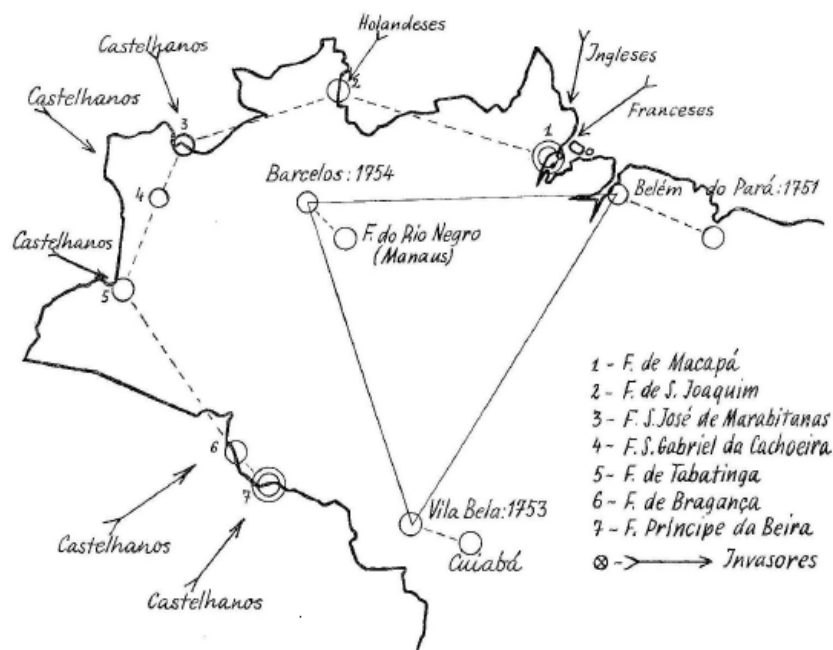 Castelhanos
Holandeses
Ingleses
Castelhanos
Franceses
2
3
1
Barcelos: 1754
Belém do Pará: 1751
4
F. do Rio Negro
(Manaus)
Castelhanos
5
1 - F. de Macapá
2 - F. de S. Joaquim
3 - F. S. José de Marabitanas
4 - F. S. Gabriel da Cachoeira
5 - F. de Tabatinga
6 - F. de Bragança
7 - F. Príncipe da Beira
Invasores
6
7
Vila Bela: 1753
Cuiabá
Castelhanos
Castelhanos